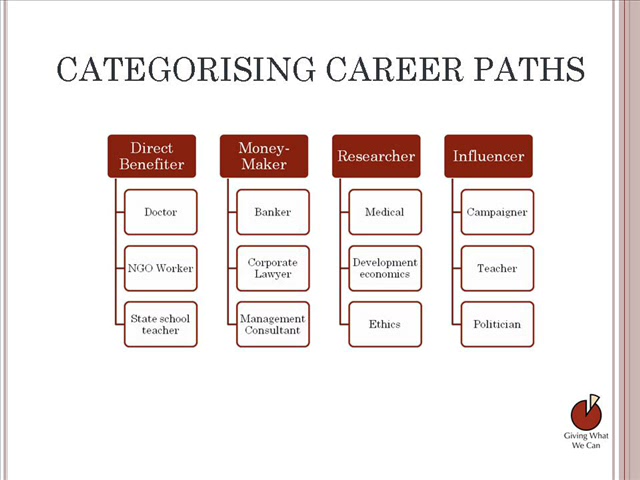 CATEGORISING CAREER PATHS
Direct
Benefiter
Money-
Maker
Researcher
Influencer
Doctor
Banker
Medical
Campaigner
NGO Worker
Corporate
Lawyer
Development
economics
Teacher
State school
teacher
Management
Consultant
Ethics
Politician
Giving What
We Can